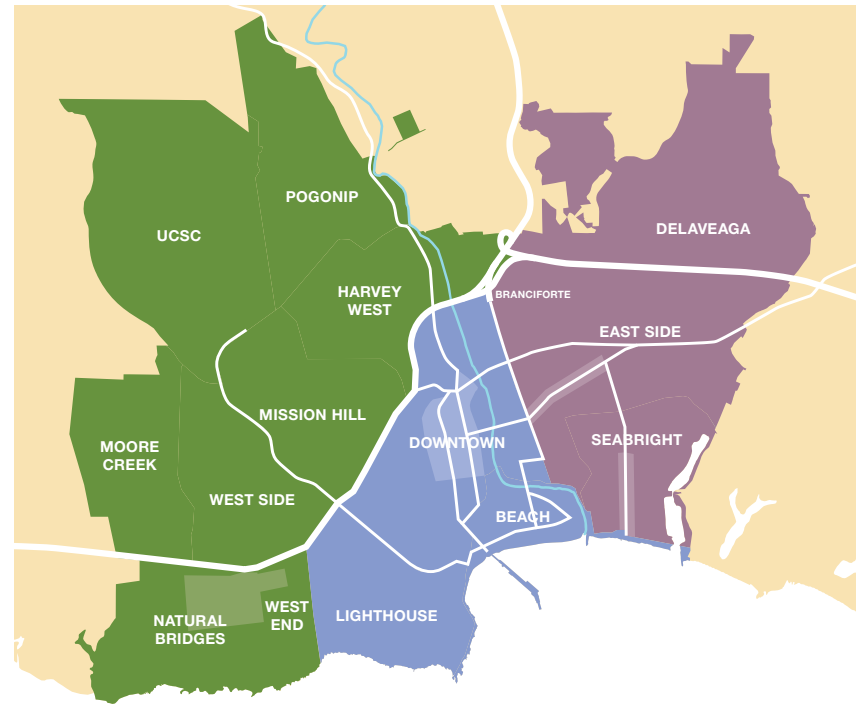 POGONIP
DELAVEAGA
UCSC
HARVEY
WEST
BRANCIFORTE
EAST SIDE
MISSION HILL
DOWNTOWN
SEABRIGHT
MOORE
CREEK
WEST SIDE
BEACH
WEST
END
NATURAL
BRIDGES
LIGHTHOUSE